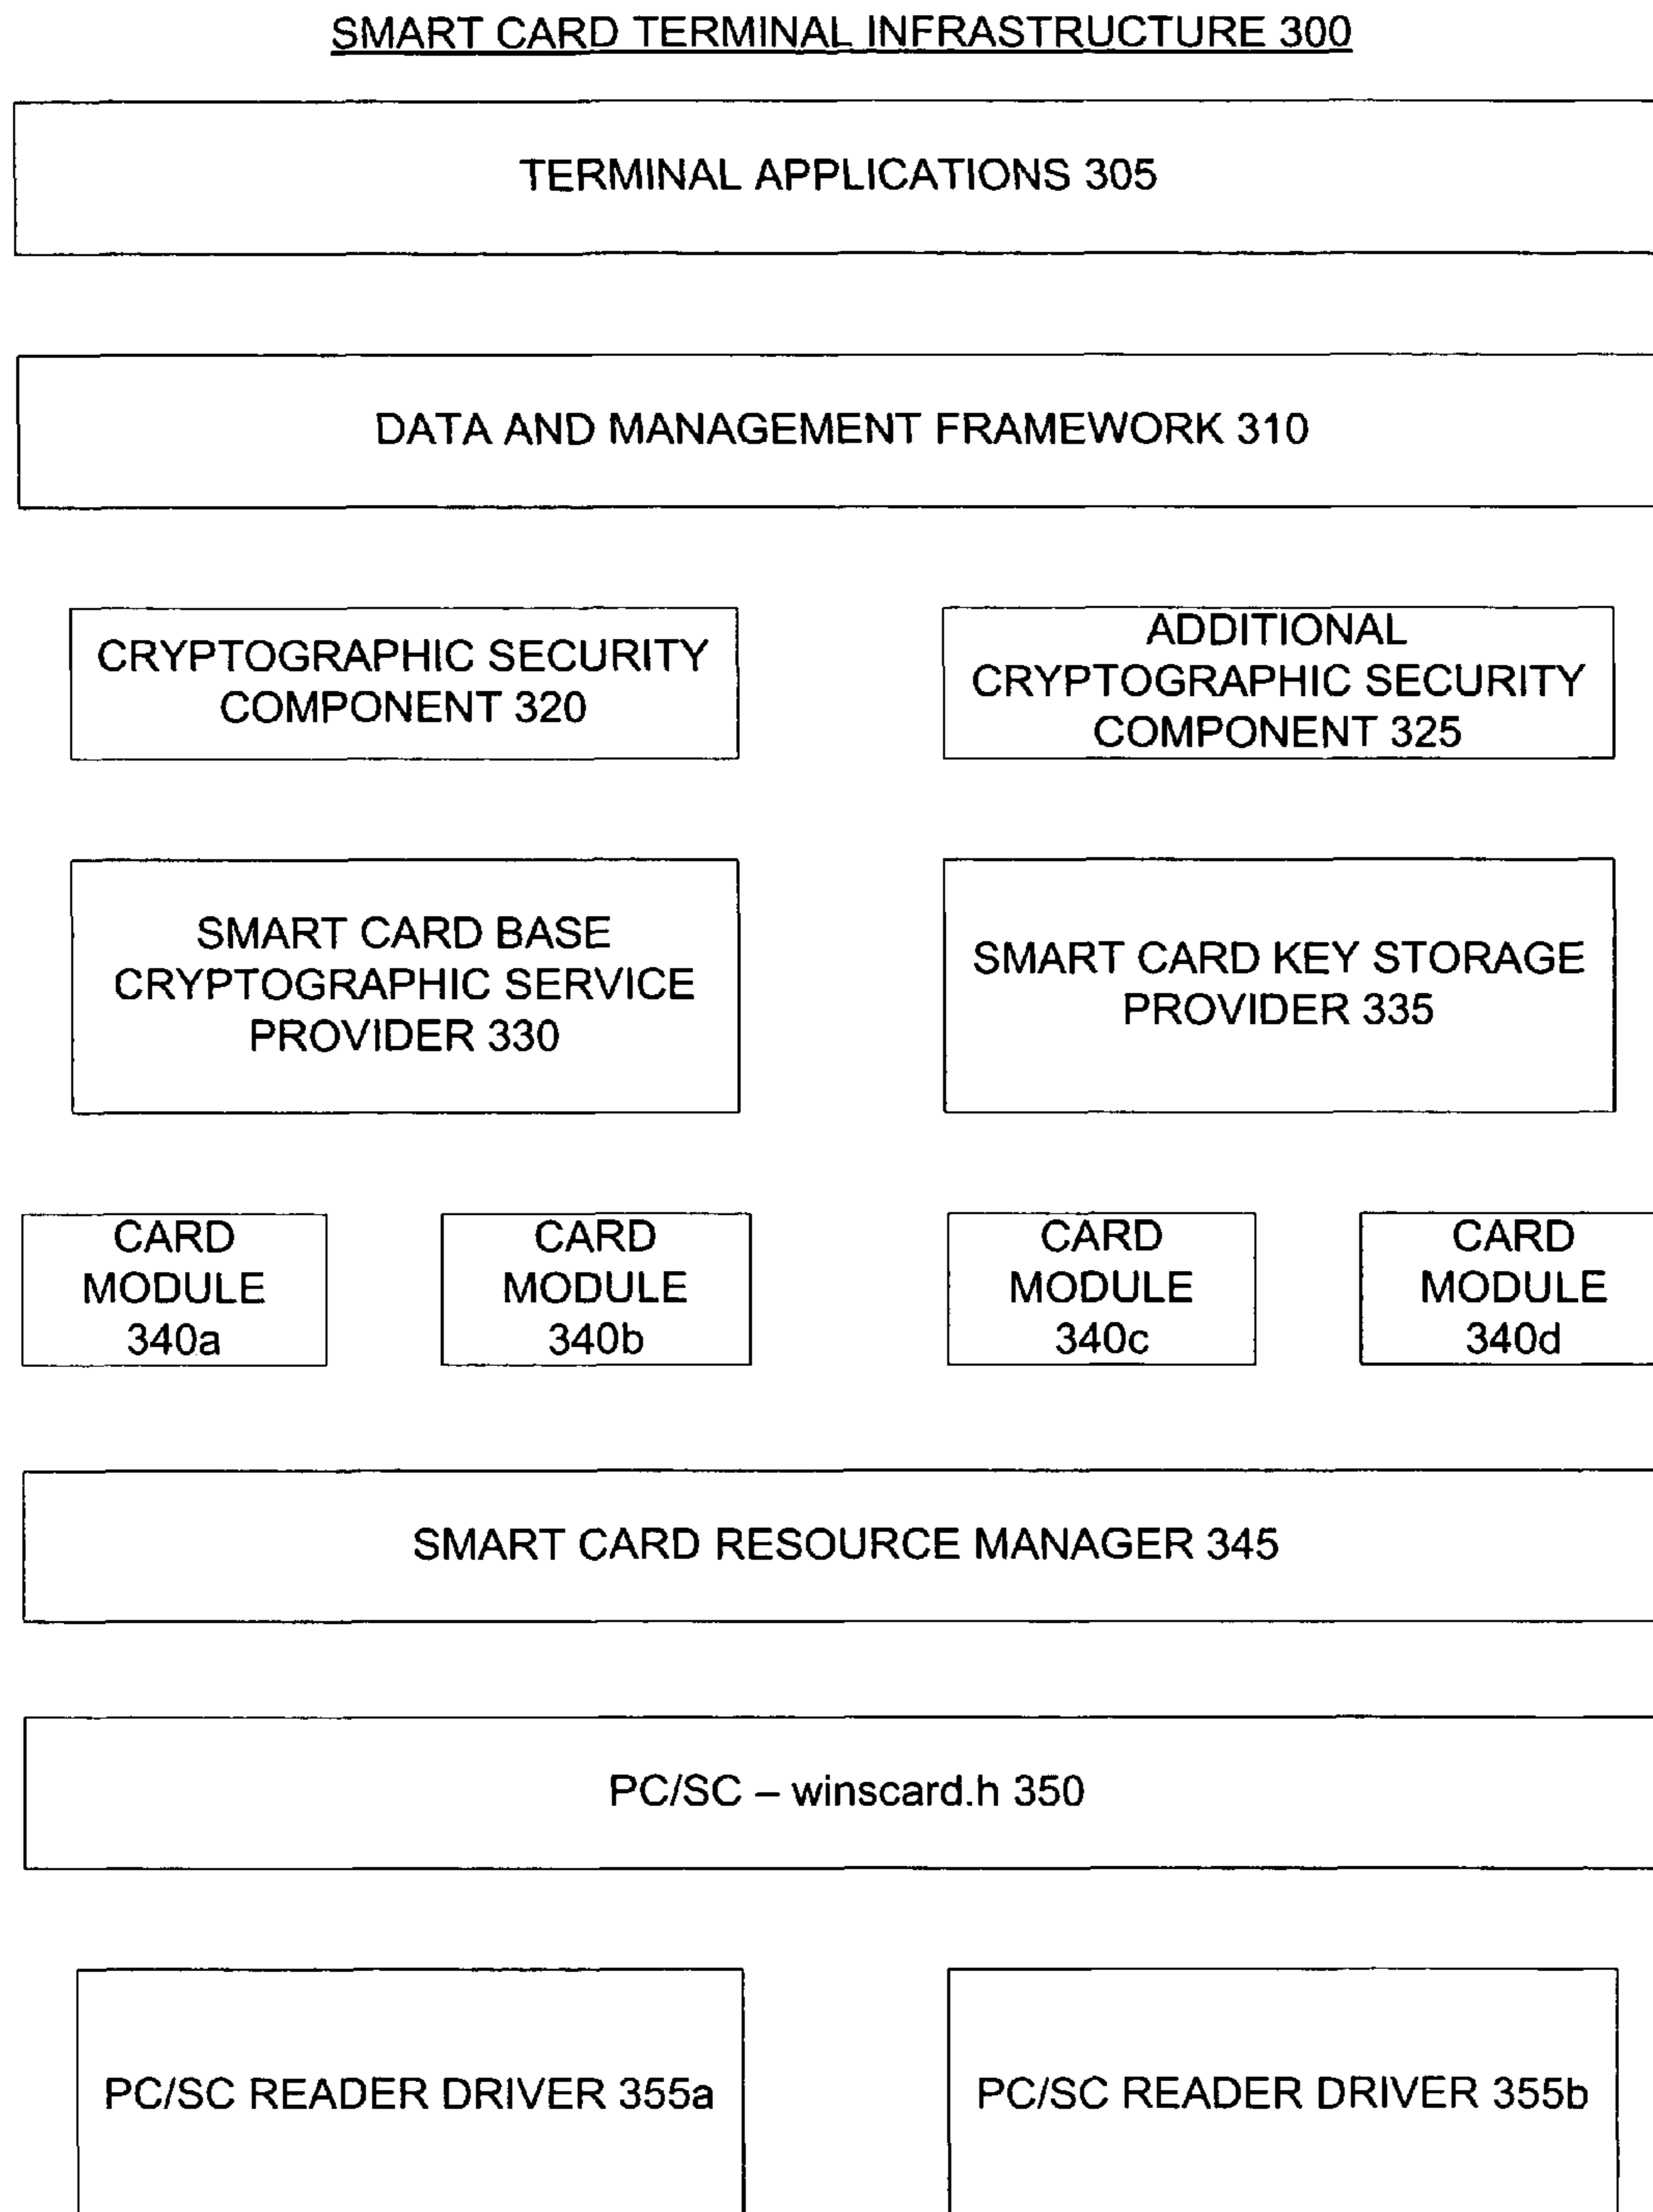 SMART CARD TERMINAL INFRASTRUCTURE 300
TERMINAL APPLICATIONS 305
DATA AND MANAGEMENT FRAMEWORK 310
CRYPTOGRAPHIC SECURITY
COMPONENT 320
ADDITIONAL
CRYPTOGRAPHIC SECURITY
COMPONENT 325
SMART CARD BASE
CRYPTOGRAPHIC SERVICE
PROVIDER 330
SMART CARD KEY STORAGE
PROVIDER 335
CARD
MODULE
340a
CARD
MODULE
340b
CARD
MODULE
340c
CARD
MODULE
340d
SMART CARD RESOURCE MANAGER 345
PC/SC – winscard.h 350
PC/SC READER DRIVER 355a
PC/SC READER DRIVER 355b